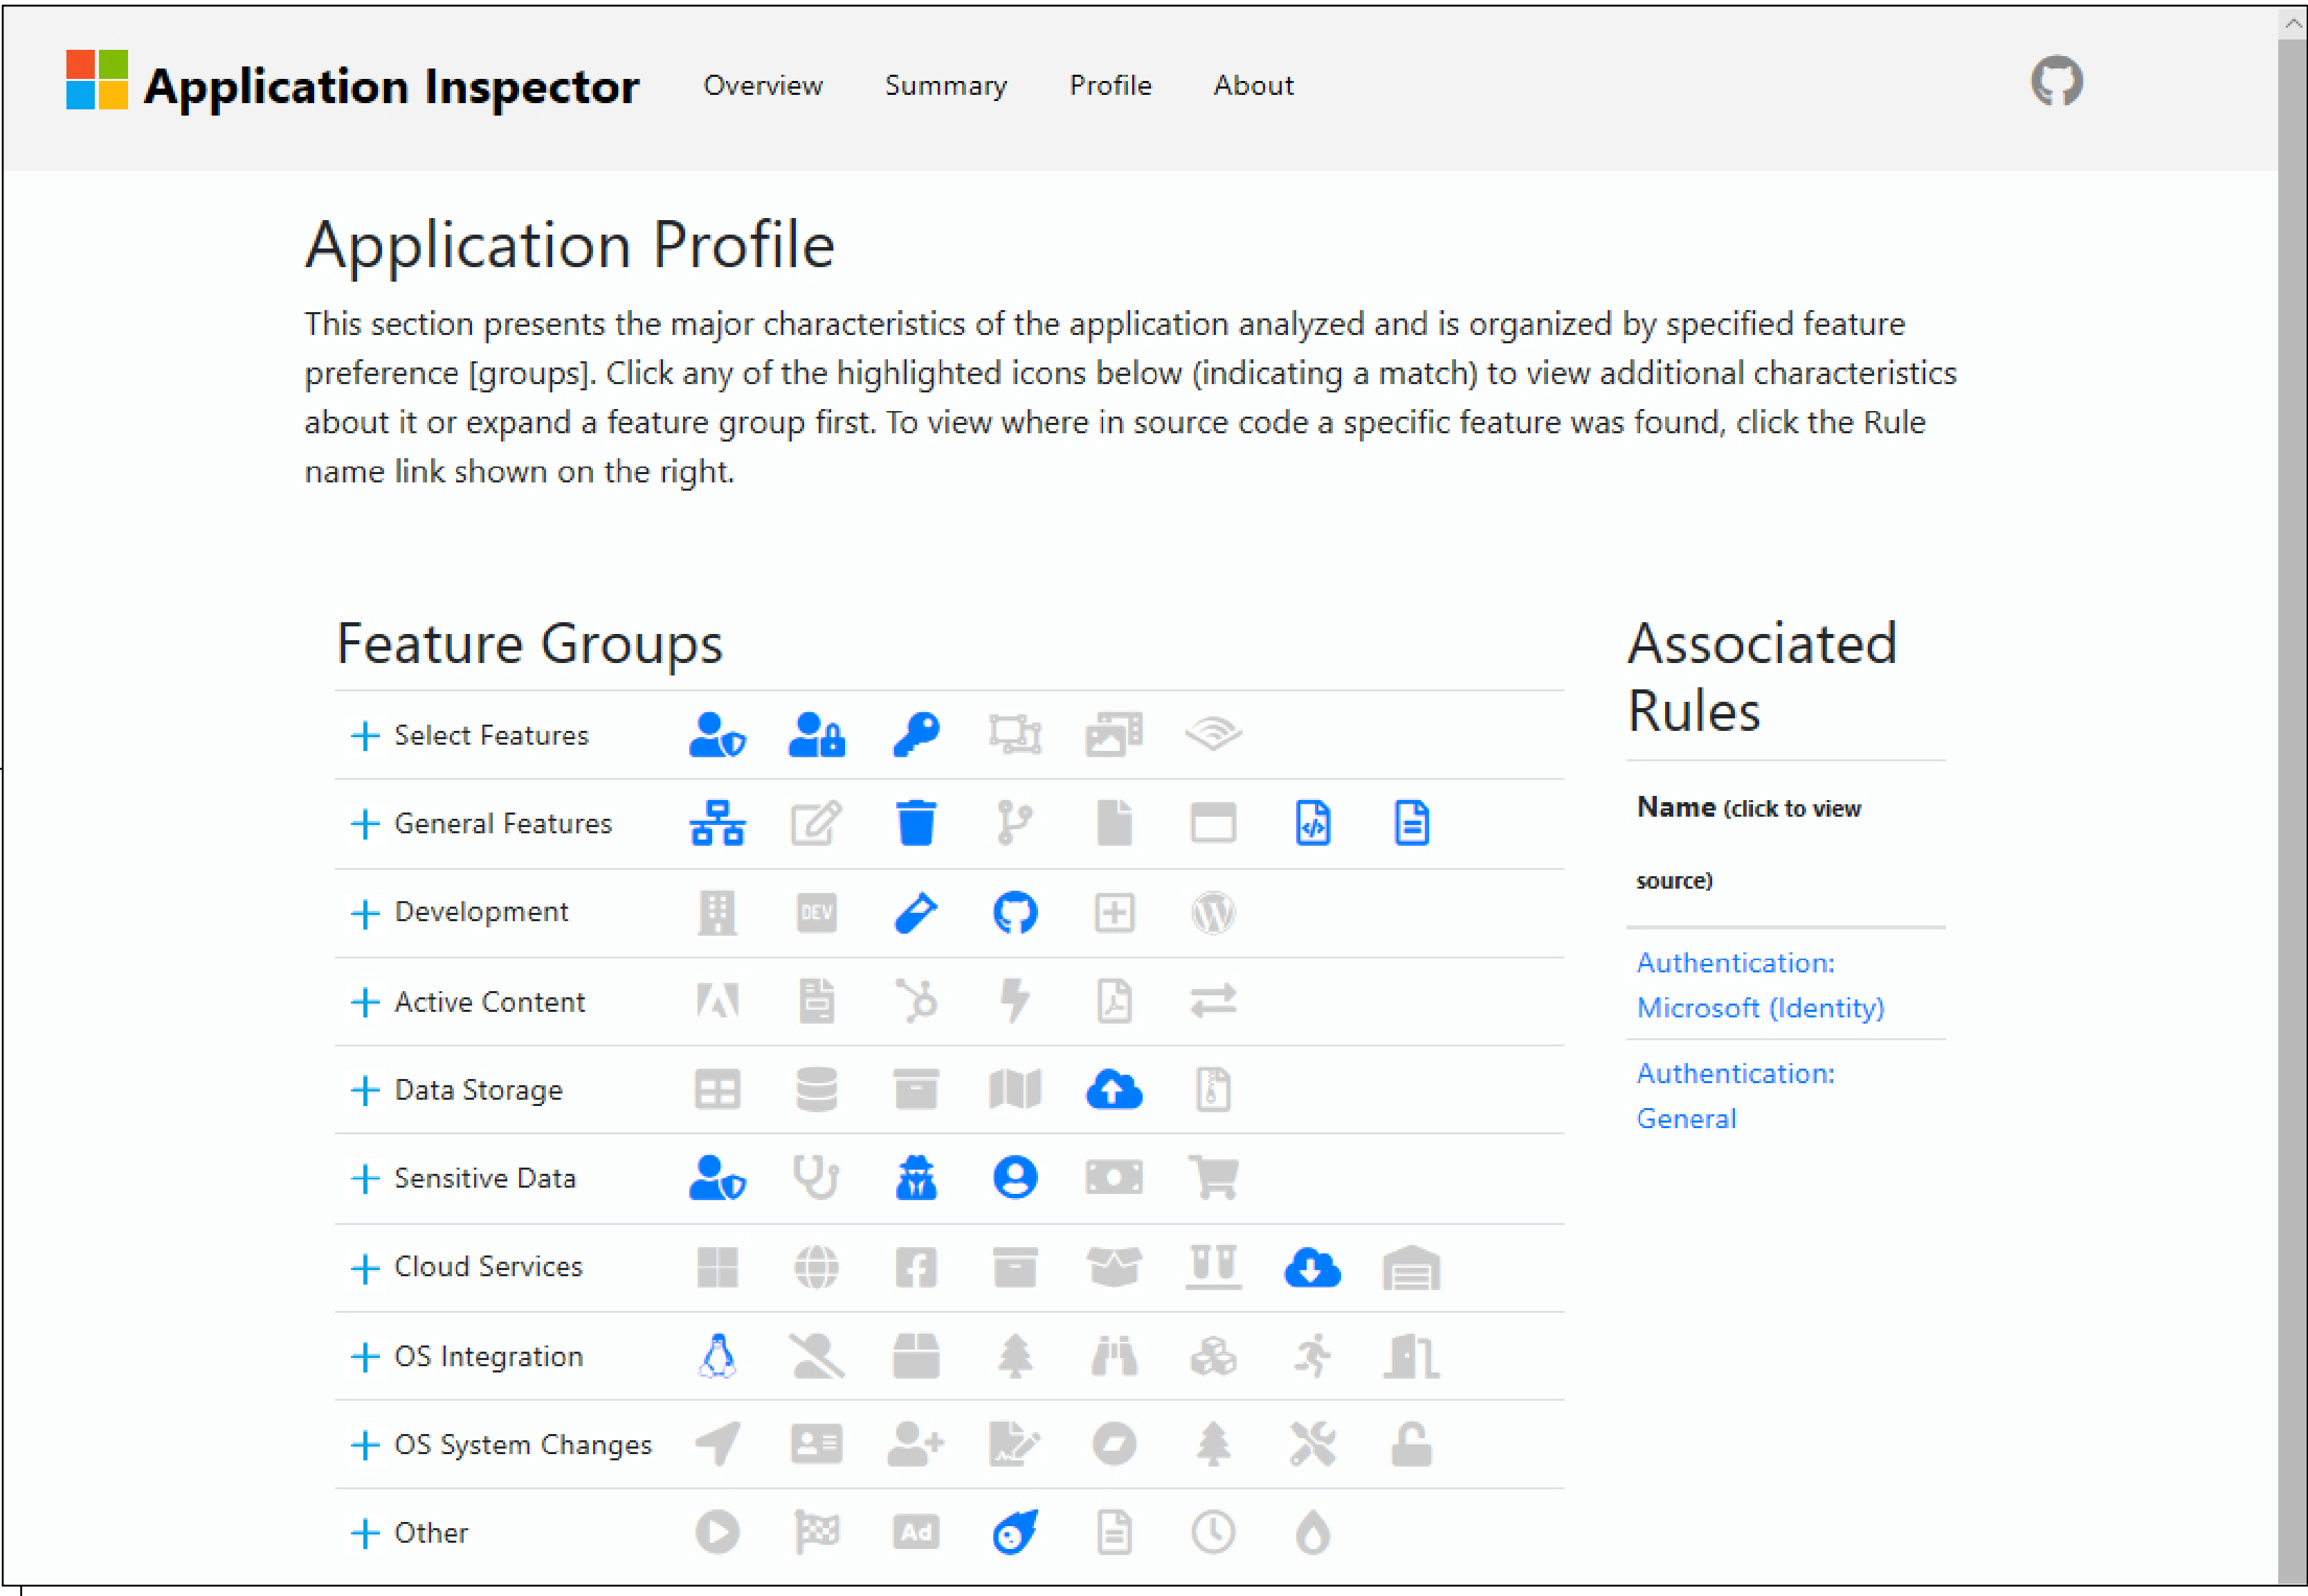 Application Inspector Overview Summary Profile About
Application Profile
This section presents the major characteristics of the application analyzed and is organized by specified feature
preference [groups]. Click any of the highlighted icons below (indicating a match) to view additional characteristics
about it or expand a feature group first. To view where in source code a specific feature was found, click the Rule
name link shown on the right.
Feature Groups
Select Features
General Features
Development
DEV
Active Content
Data Storage
Sensitive Data
Cloud Services
OS Integration
OS System Changes
Other
Ad
Associated
Rules
Name (click to view
source)
Authentication:
Microsoft (Identity)
Authentication:
General